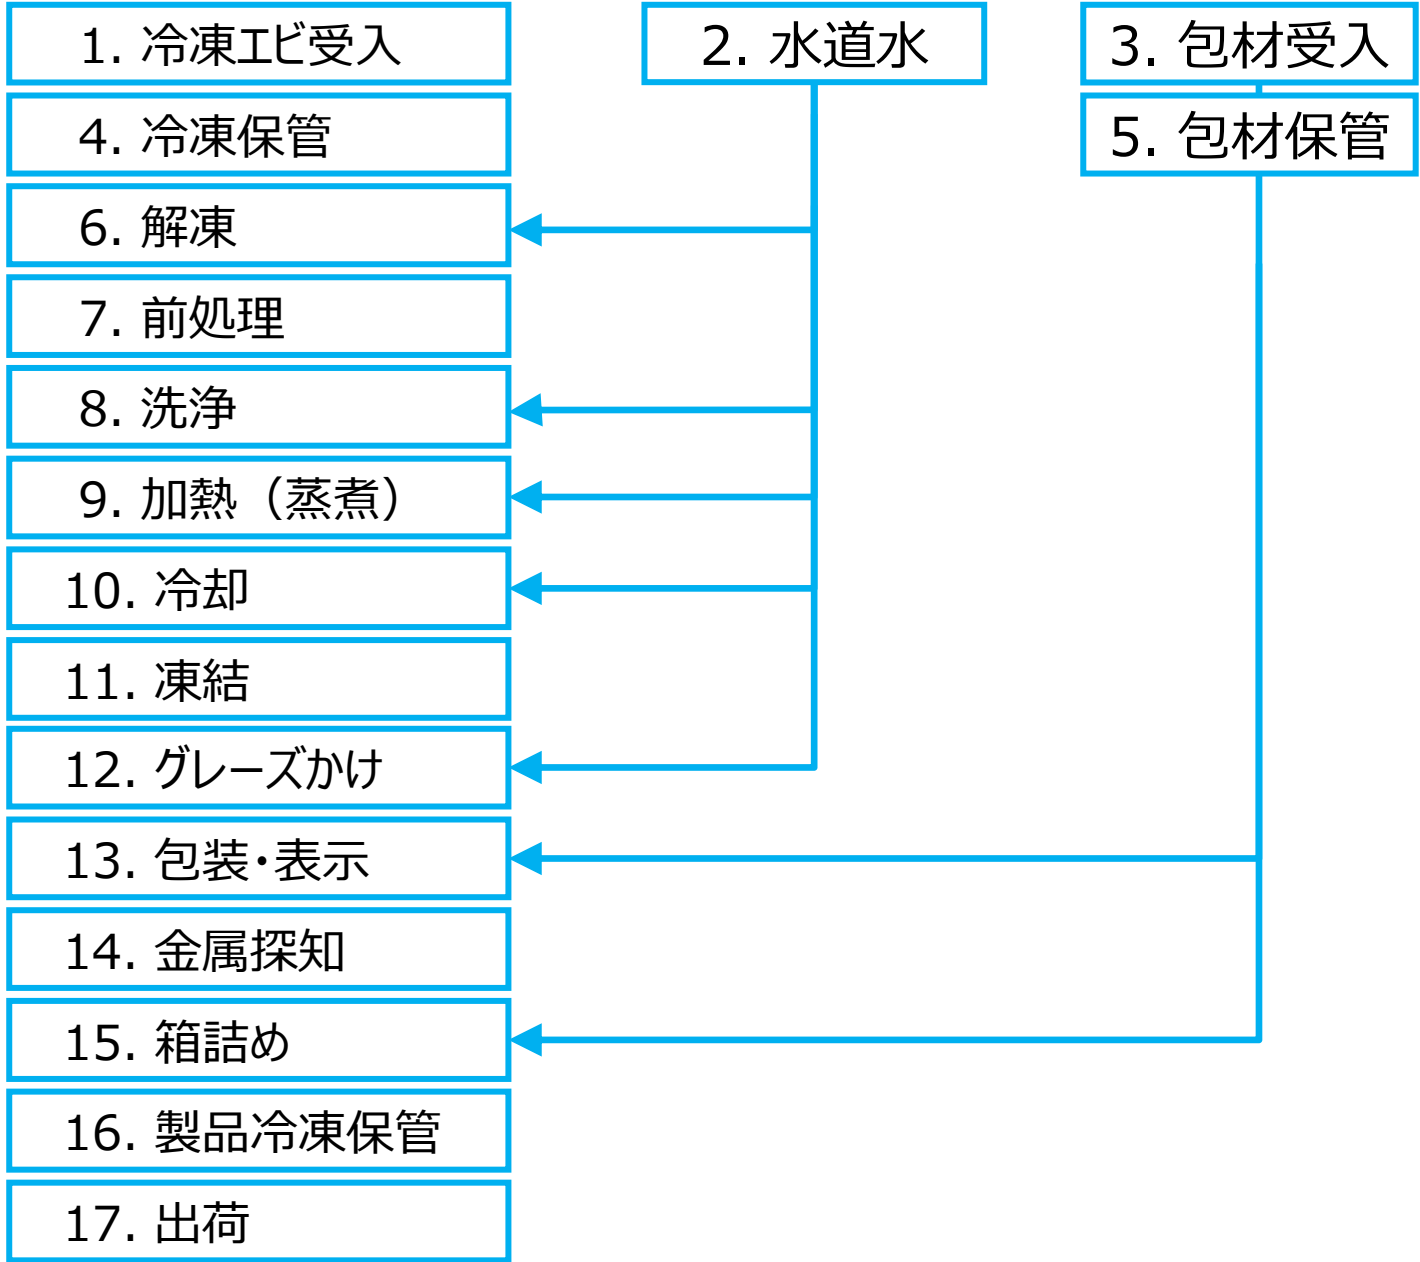 1. 冷凍エビ受入
2. 水道水
3. 包材受入
4. 冷凍保管
5. 包材保管
6. 解凍
7. 前処理
8. 洗浄
9. 加熱（蒸煮）
10. 冷却
11. 凍結
12. グレーズかけ
13. 包装・表示
14. 金属探知
15. 箱詰め
16. 製品冷凍保管
17. 出荷